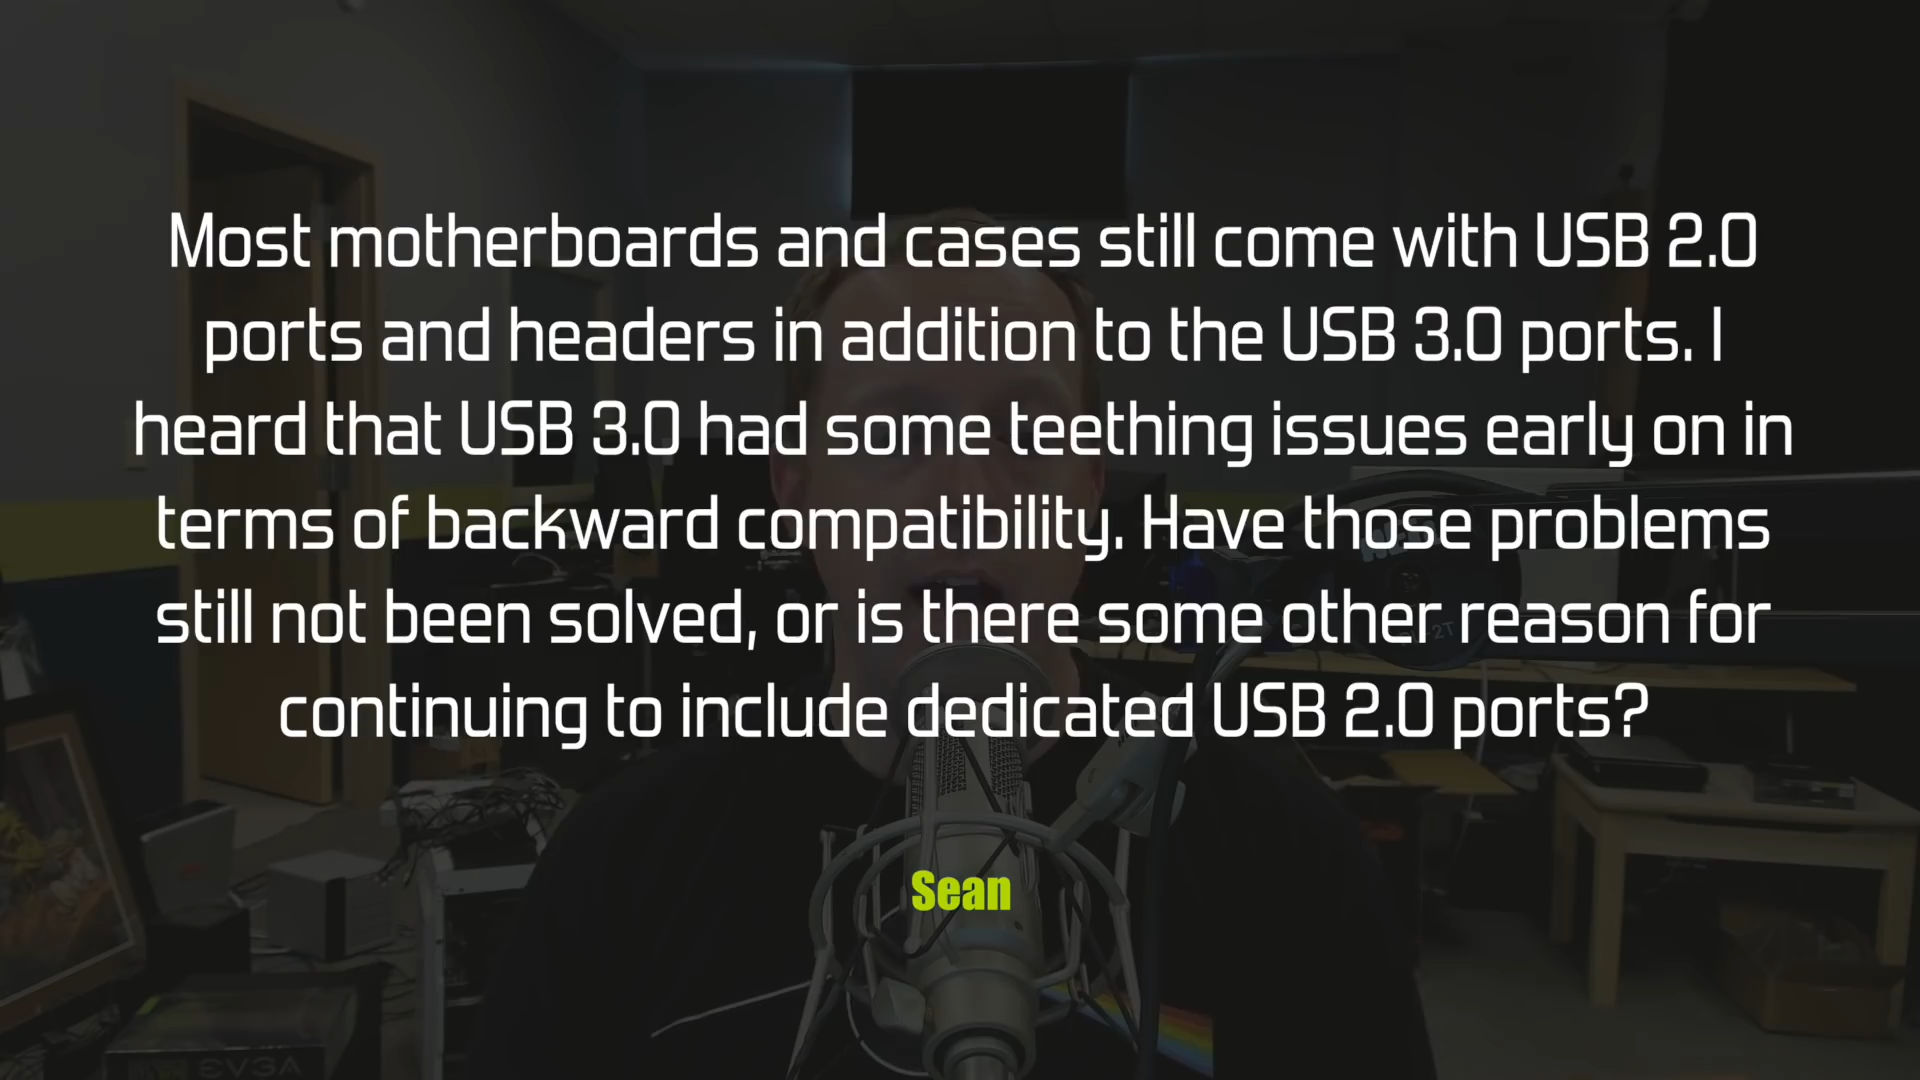 Most motherboards and cases still come with USB 2.0
ports and headers in addition to the USB 3.0 ports. I
heard that USB 3.0 had some teething issues early on in
terms of backward compatibility. Have those problems
still not been solved, or is there some other reason for
continuing to include dedicated USB 2.0 ports?
Sean
EVGA